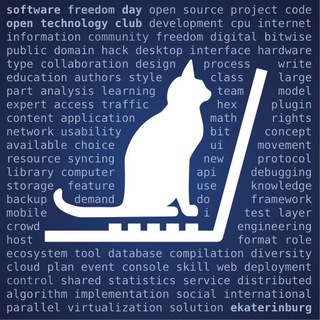 software freedom day open source project code
open technology club development cpu internet
information community freedom digital bitwise
public domain hack desktop interface hardware
type collaboration design process write
education authors style class large
part analysis learning team model
expert access traffic hex plugin
content application math rights
network usability bit concept
available choice ui movement
resource syncing new protocol
library computer api debugging
storage feature use knowledge
backup demand do framework
mobile i test layer
crowd engineering
host format role
ecosystem tool database compilation diversity
cloud plan event console skill web deployment
control shared statistics service distributed
algorithm implementation social international
parallel virtualization solution ekaterinburg